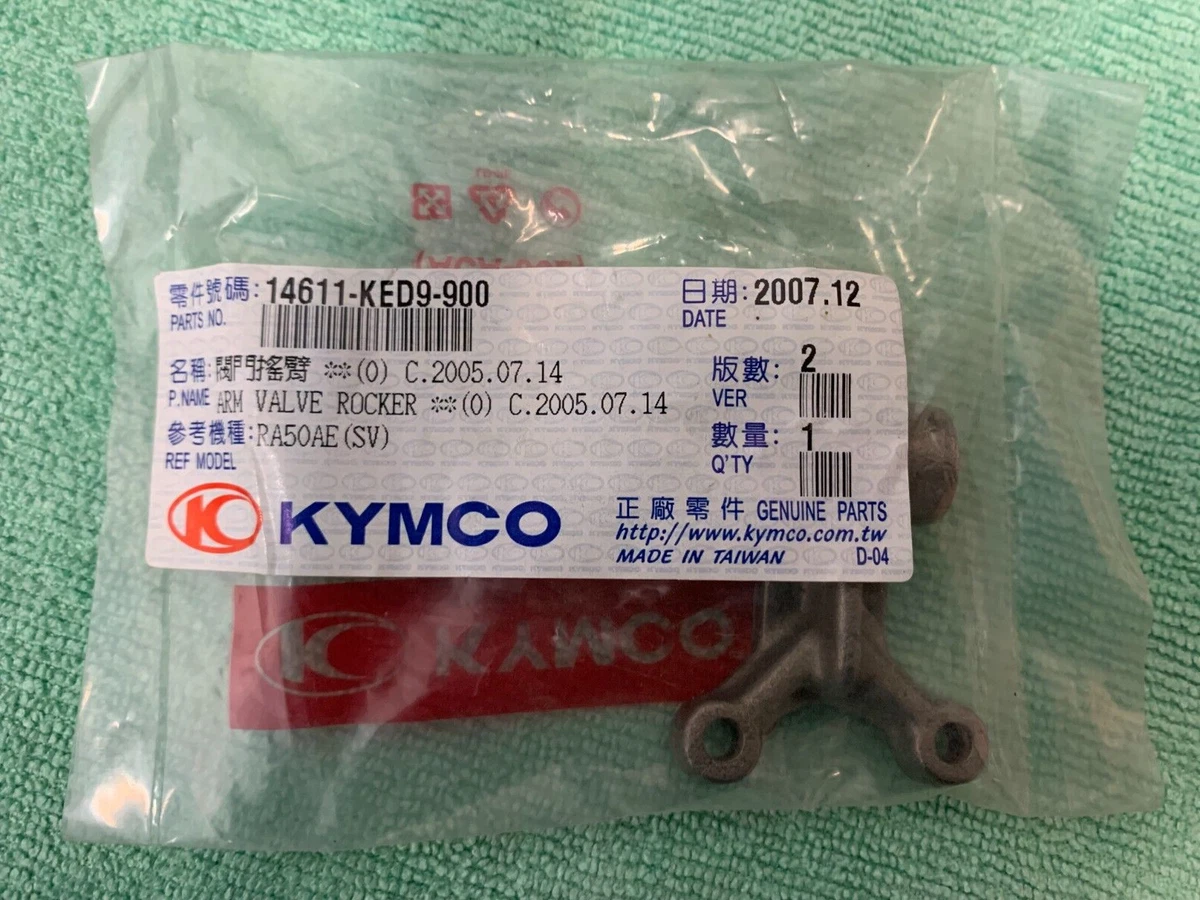 零件號碼: 14611-KED9-900
PARTS NO.
日期: 2007.12
DATE
名稱: 閥門搖臂 **(0) C.2005.07.14
P.NAME ARM VALVE ROCKER **(0) C.2005.07.14
版數: 2
VER
參考機種: RA50AE(SV)
REF MODEL
數量: 1
Q'TY
KYMCO
正廠零件 GENUINE PARTS
http://www.kymco.com.tw
MADE IN TAIWAN D-04
KYMCO